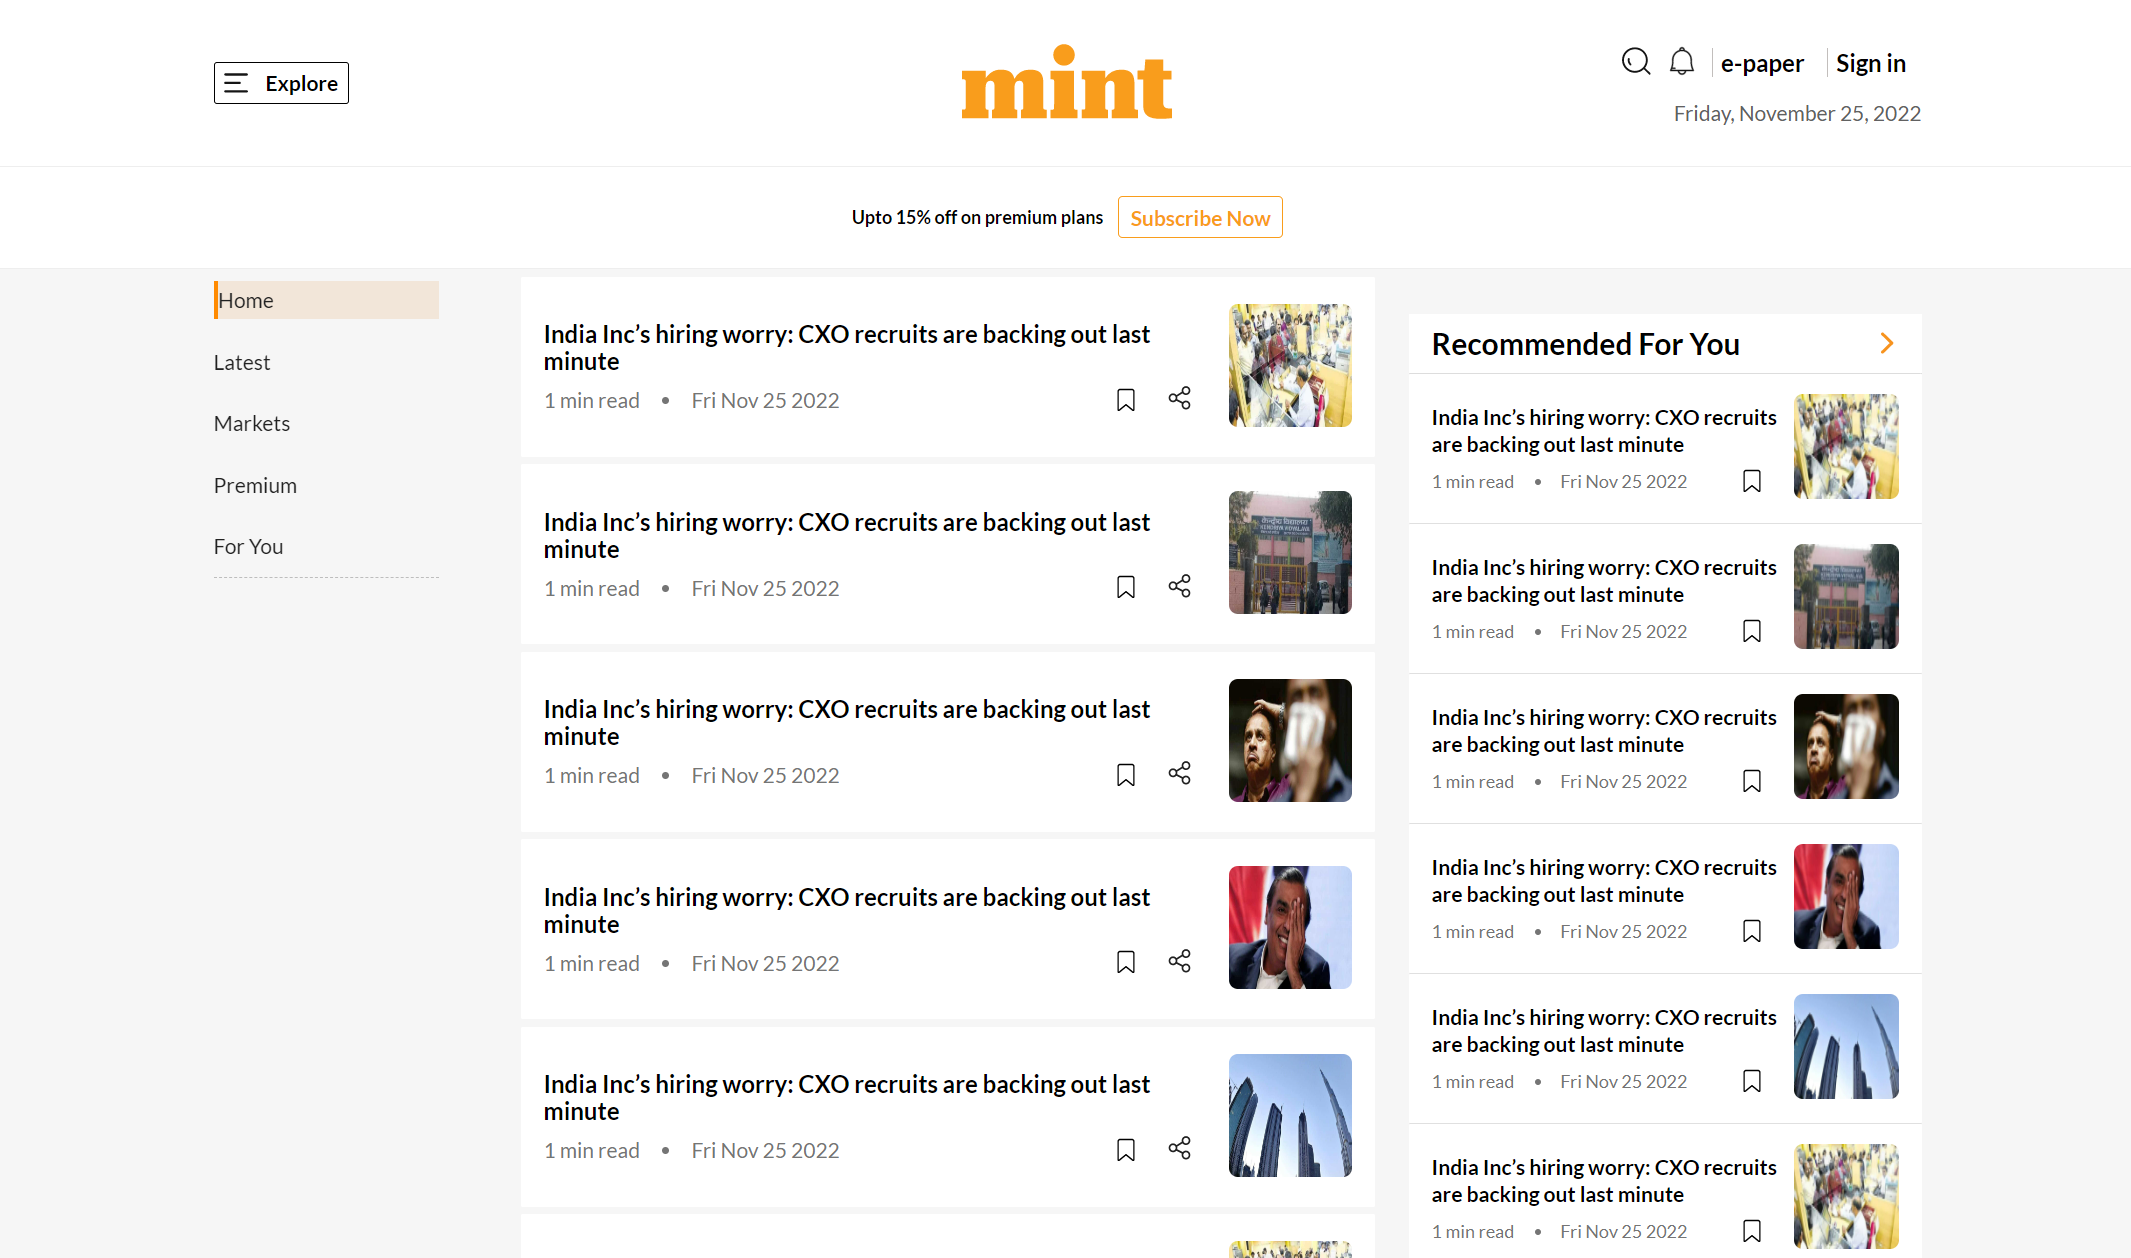 Explore
mint
e-paper
Sign in
Friday, November 25, 2022
Upto 15% off on premium plans
Subscribe Now
Home
Latest
Markets
Premium
For You
India Inc’s hiring worry: CXO recruits are backing out last
minute
1 min read • Fri Nov 25 2022
India Inc’s hiring worry: CXO recruits are backing out last
minute
1 min read • Fri Nov 25 2022
केन्द्रीय विद्यालय
KENDRIYA VIDYALAYA
India Inc’s hiring worry: CXO recruits are backing out last
minute
1 min read • Fri Nov 25 2022
India Inc’s hiring worry: CXO recruits are backing out last
minute
1 min read • Fri Nov 25 2022
India Inc’s hiring worry: CXO recruits are backing out last
minute
1 min read • Fri Nov 25 2022
Recommended For You
India Inc’s hiring worry: CXO recruits
are backing out last minute
1 min read • Fri Nov 25 2022
India Inc’s hiring worry: CXO recruits
are backing out last minute
1 min read • Fri Nov 25 2022
India Inc’s hiring worry: CXO recruits
are backing out last minute
1 min read • Fri Nov 25 2022
India Inc’s hiring worry: CXO recruits
are backing out last minute
1 min read • Fri Nov 25 2022
India Inc’s hiring worry: CXO recruits
are backing out last minute
1 min read • Fri Nov 25 2022
India Inc’s hiring worry: CXO recruits
are backing out last minute
1 min read • Fri Nov 25 2022